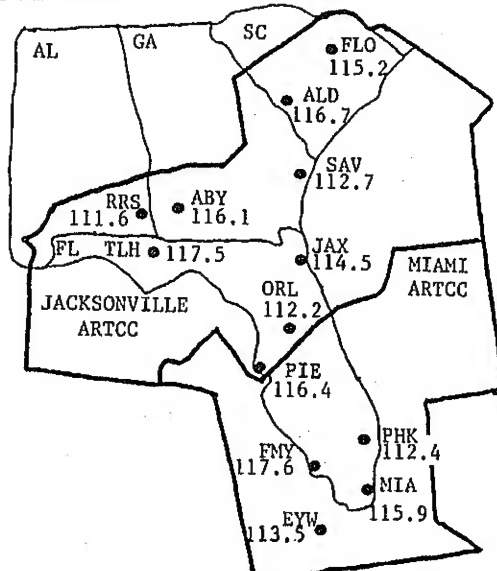 AL
GA
SC
FLO
115.2
ALD
116.7
SAV
112.7
RRS
111.6
ABY
116.1
FL
TLH
117.5
JAX
114.5
MIAMI
ARTCC
JACKSONVILLE
ARTCC
ORL
112.2
PIE
116.4
PHK
112.4
FMY
117.6
MIA
115.9
EYW
113.5